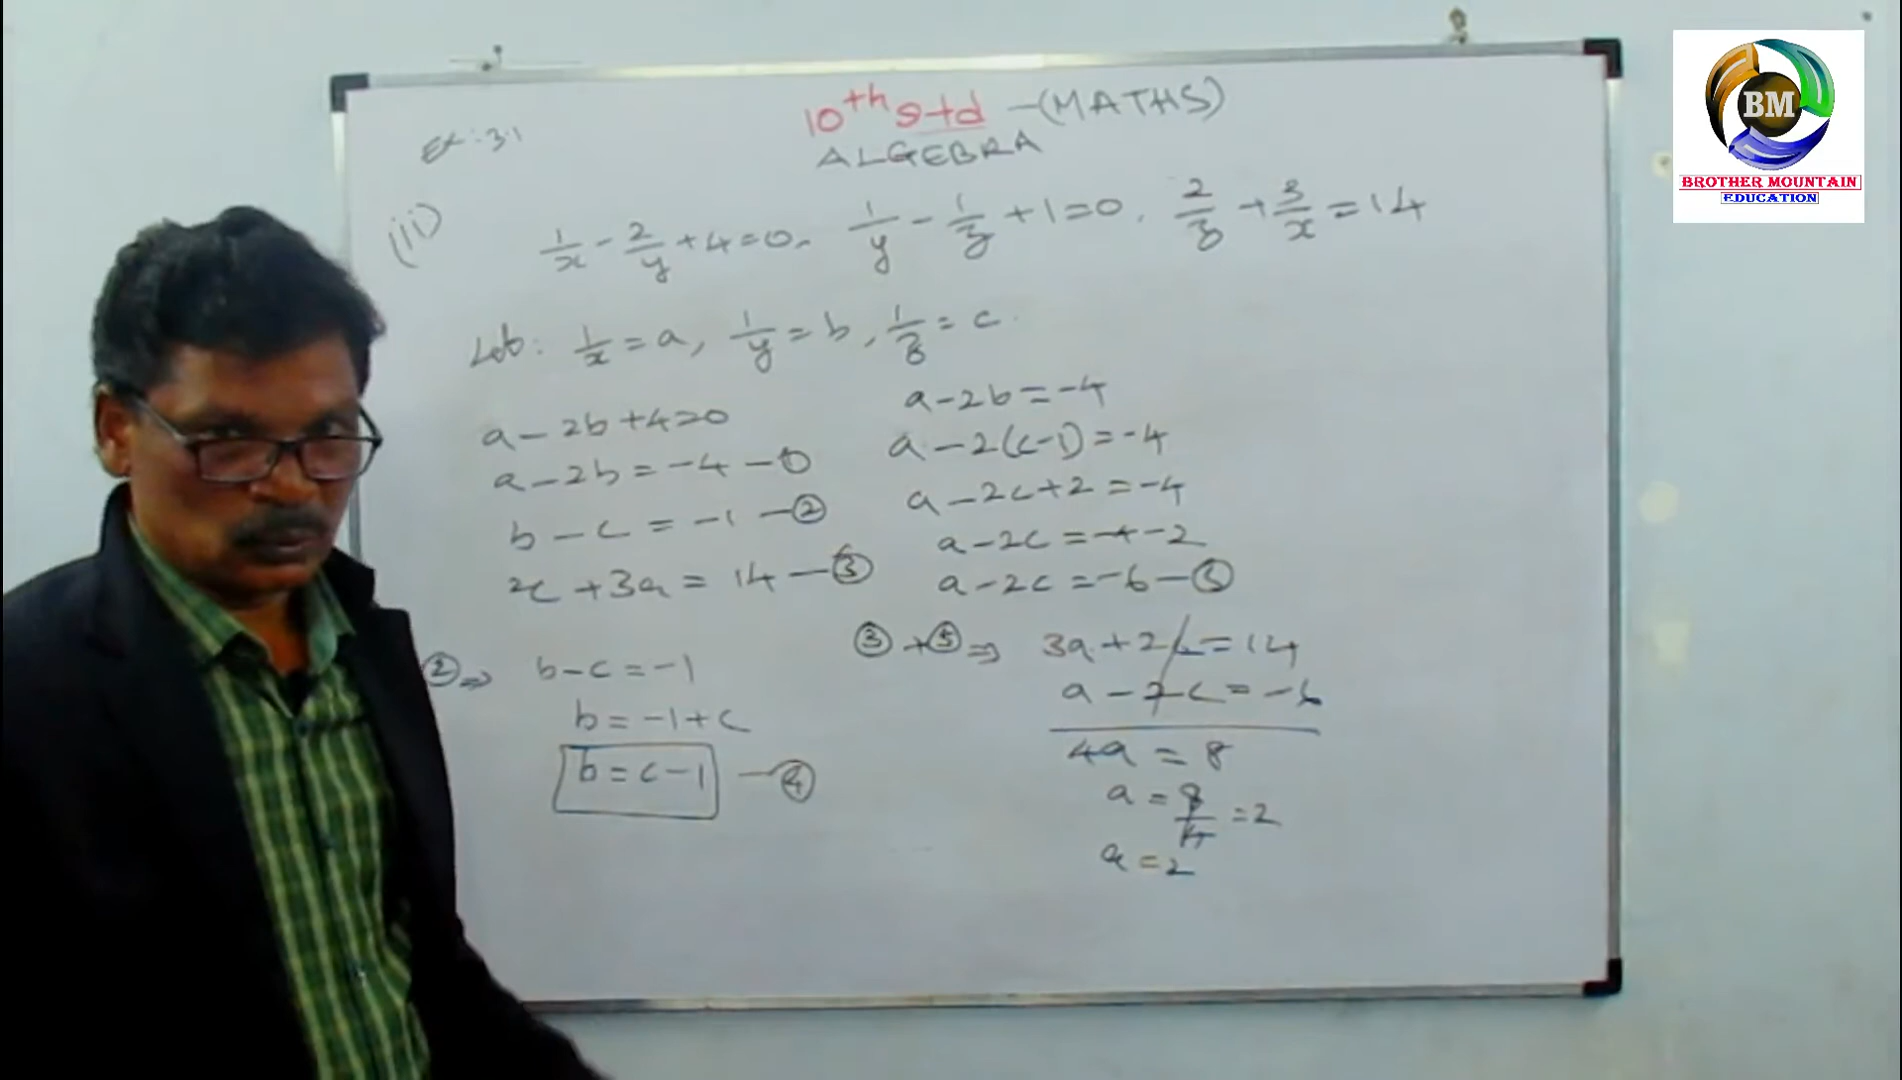 10th Std - (MATHS)
ALGEBRA
Ex: 3.1
(ii)
1/x - 2/y + 4 = 0, 1/y - 1/z + 1 = 0, 2/z + 3/x = 14
Let: 1/x = a, 1/y = b, 1/z = c.
a - 2b + 4 = 0
a - 2b = -4 - ①
b - c = -1 - ②
2c + 3a = 14 - ③
② ⇒ b - c = -1
b = -1 + c
b = c - 1 - ④
a - 2b = -4
a - 2(c-1) = -4
a - 2c + 2 = -4
a - 2c = -4 - 2
a - 2c = -6 - ⑤
③ + ⑤ ⇒ 3a + 2c = 14
a - 2c = -6
4a = 8
a = 8/4 = 2
a = 2
BM
BROTHER MOUNTAIN
EDUCATION